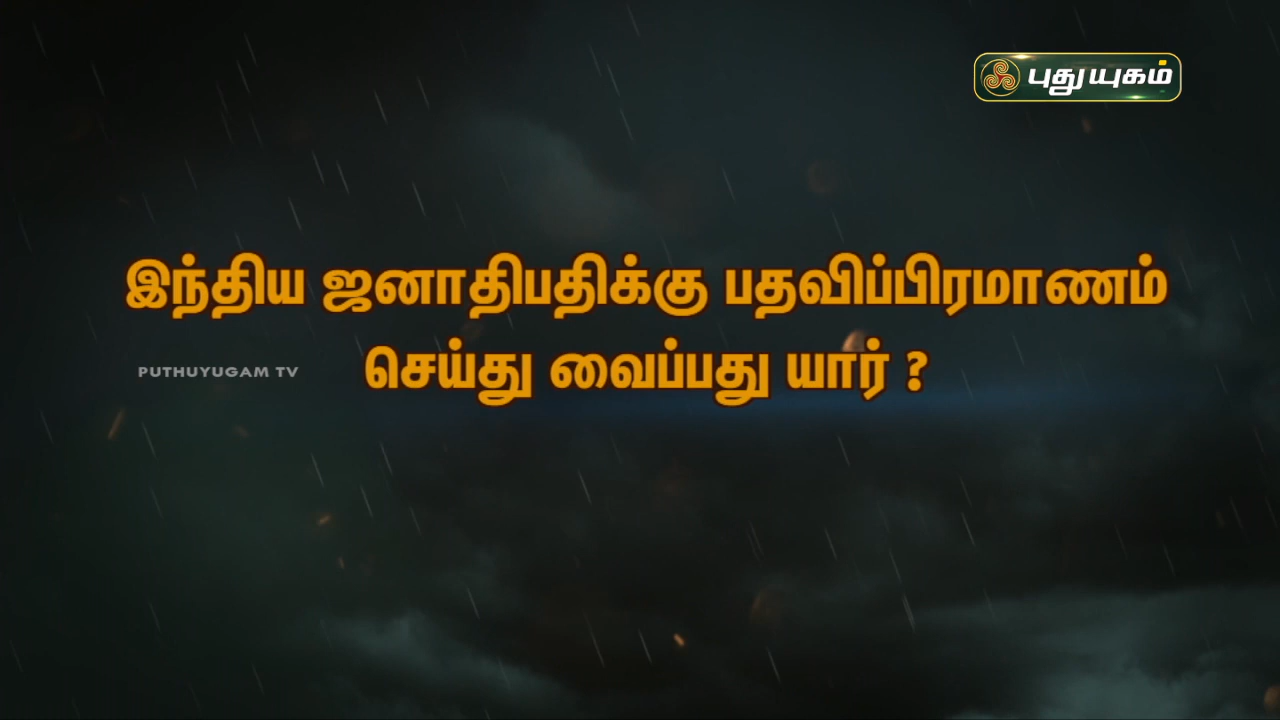 புதுயுகம்
இந்திய ஜனாதிபதிக்கு பதவிப்பிரமாணம்
செய்து வைப்பது யார் ?
PUTHUYUGAM TV